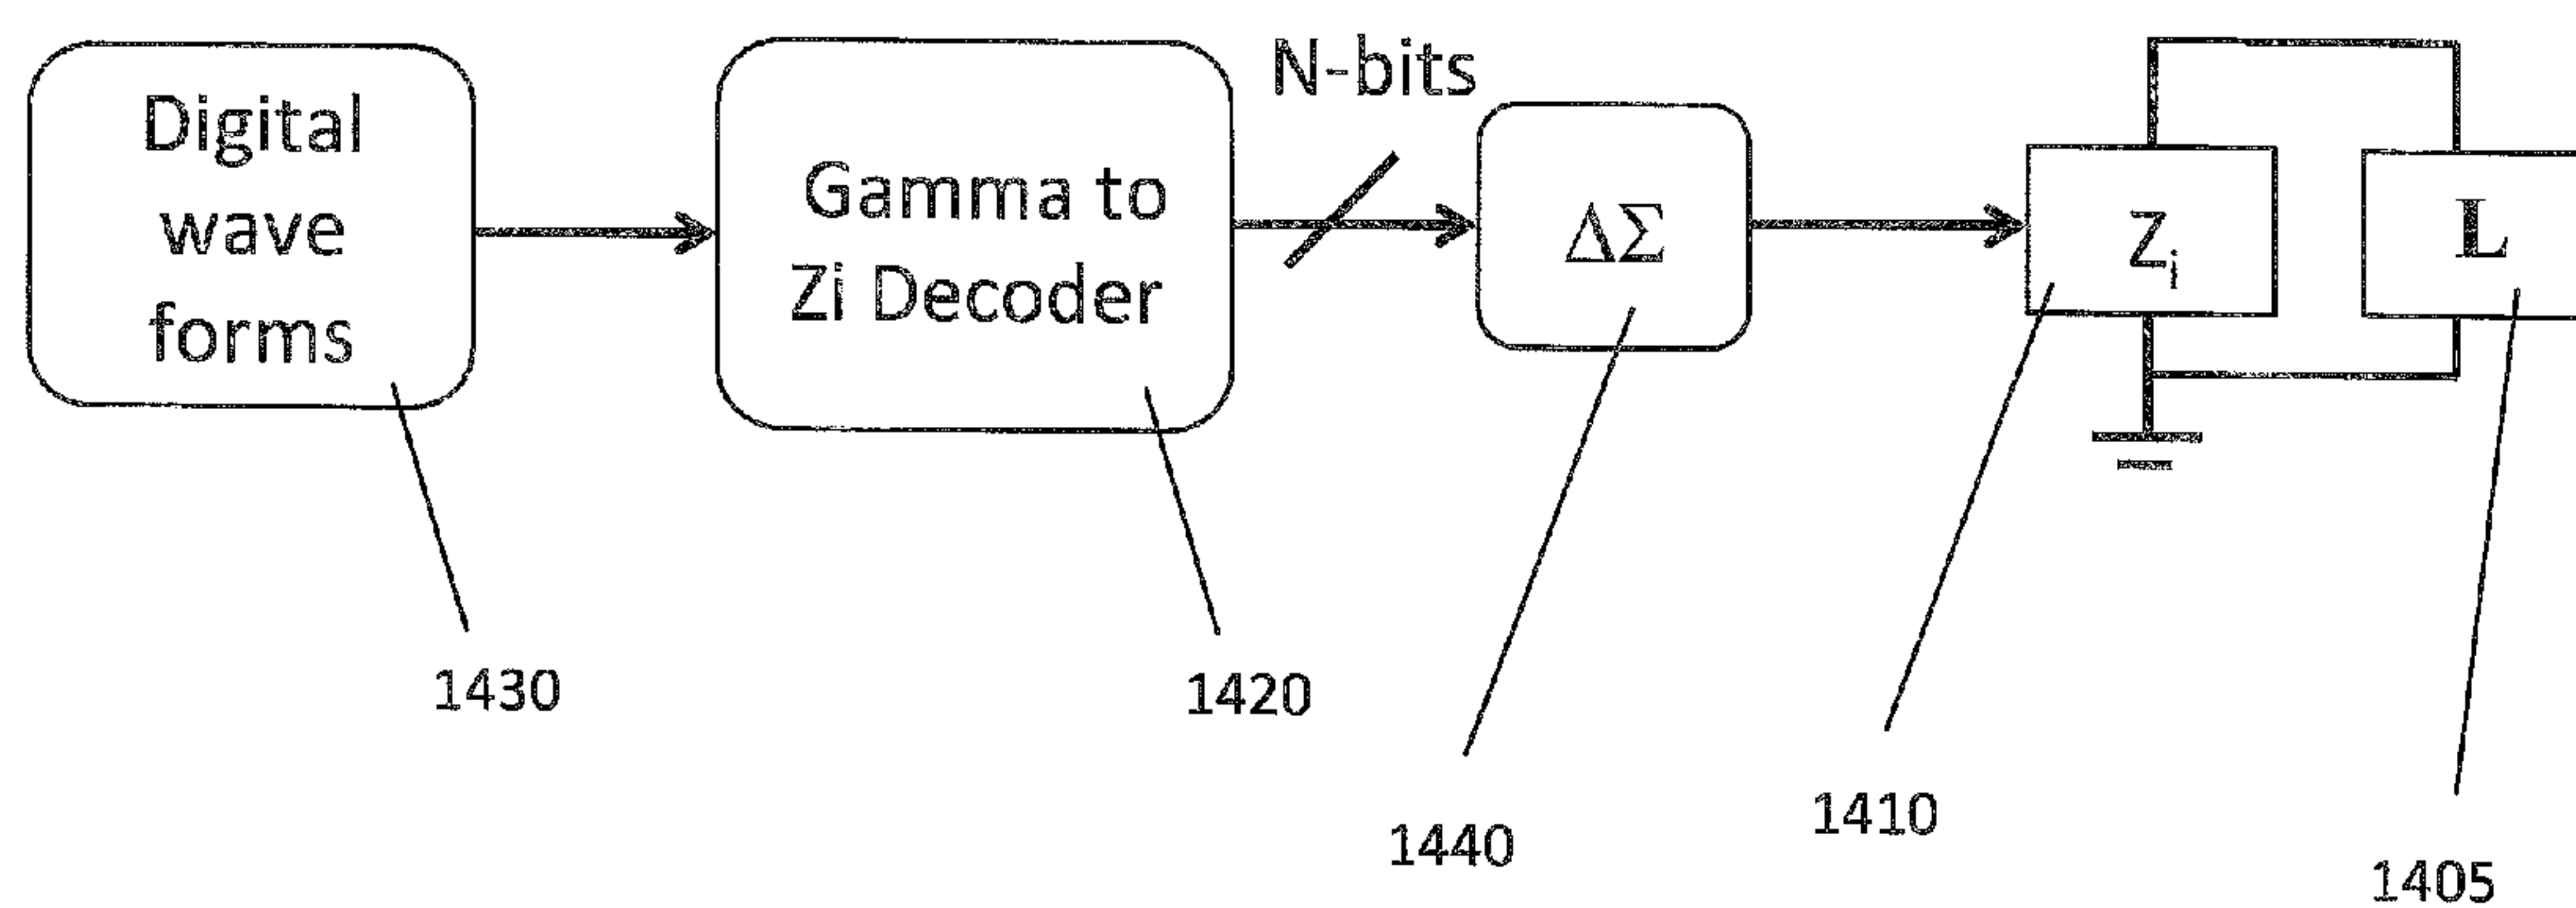 Digital
wave
forms
Gamma to
Zi Decoder
N-bits
ΔΣ
Zi
L
1430
1420
1440
1410
1405